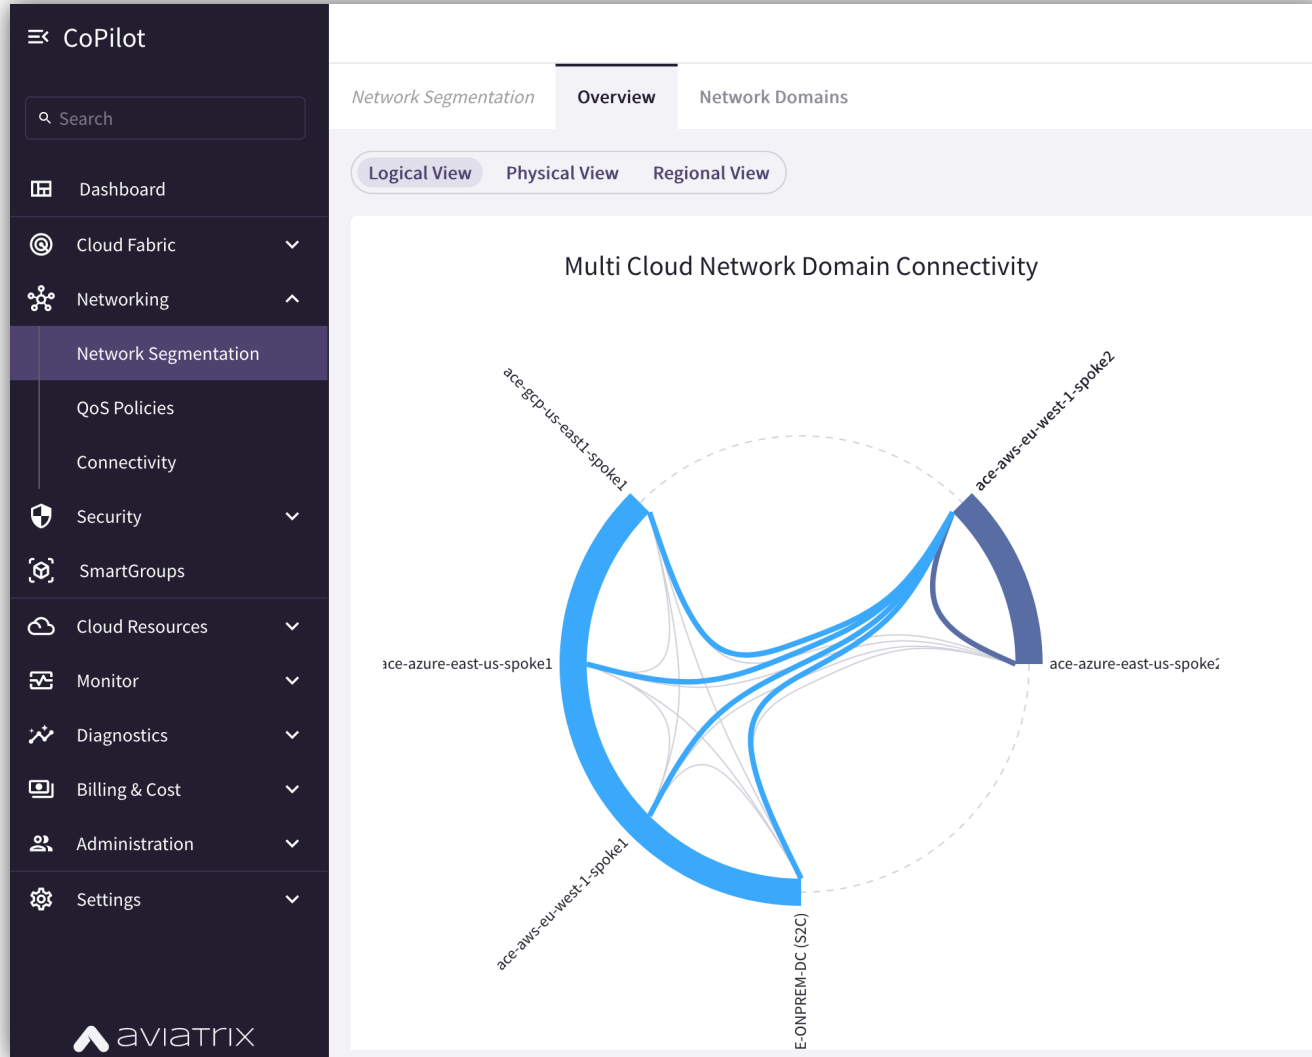 CoPilot
Search
Dashboard
Cloud Fabric
Networking
Network Segmentation
QoS Policies
Connectivity
Security
SmartGroups
Cloud Resources
Monitor
Diagnostics
Billing & Cost
Administration
Settings
aviatrix
Network Segmentation
Overview
Network Domains
Logical View
Physical View
Regional View
Multi Cloud Network Domain Connectivity
ace-gcp-us-east1-spoke1
ace-aws-eu-west-1-spoke2
ace-azure-east-us-spoke1
ace-azure-east-us-spoke2
ace-aws-eu-west-1-spoke1
E-ONPREM-DC (S2C)